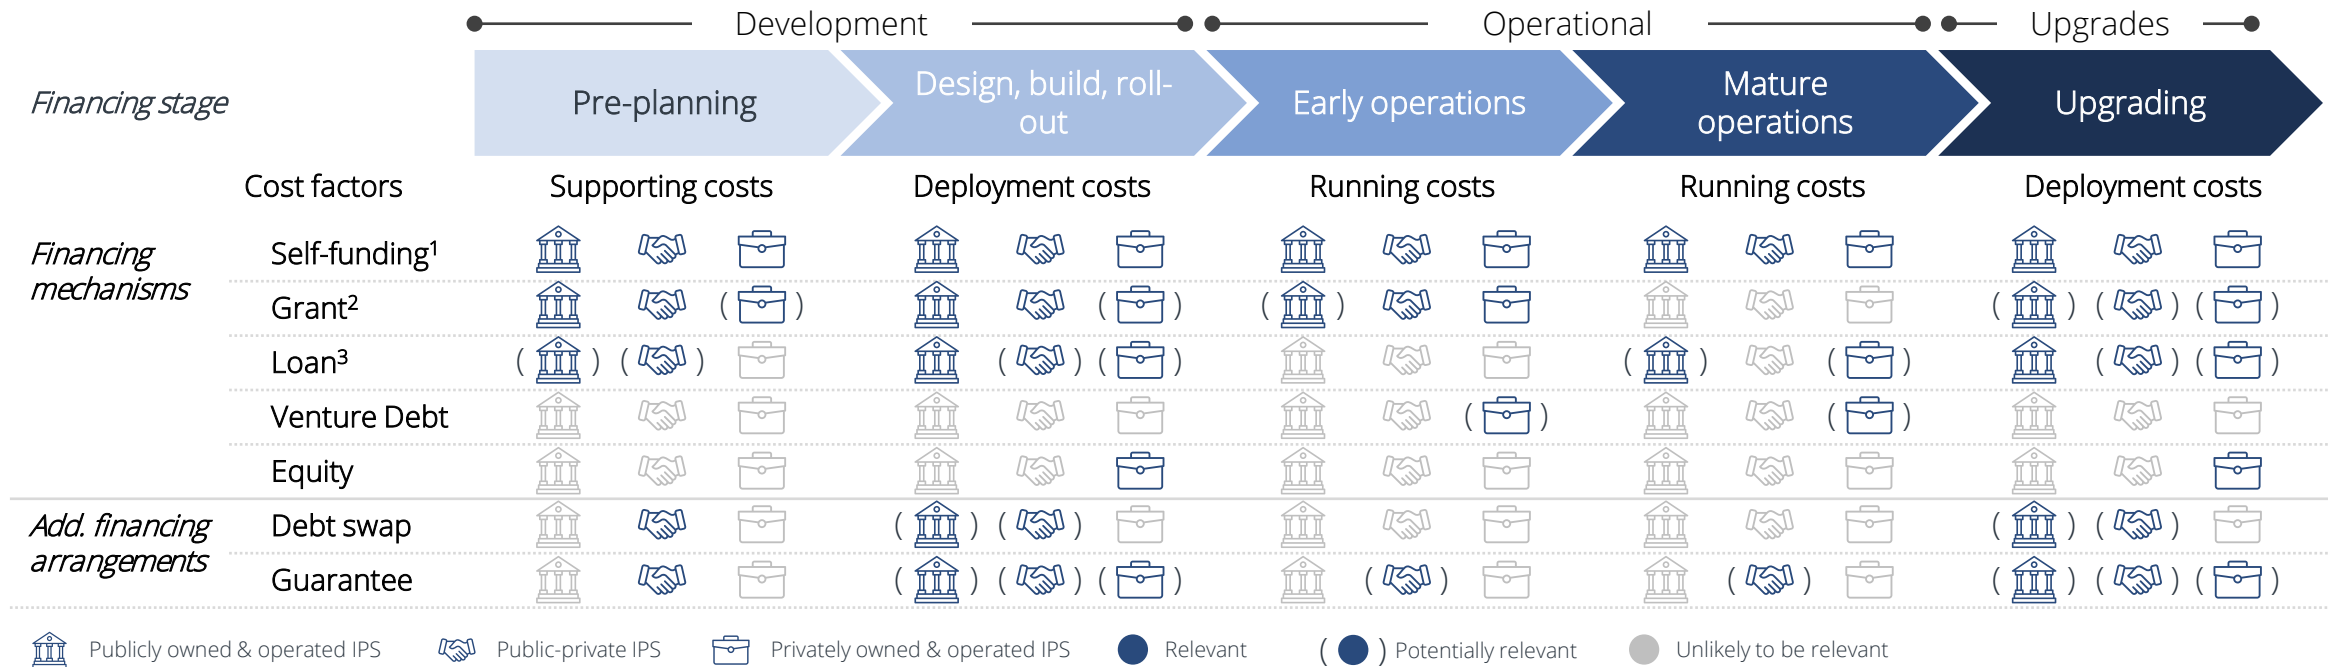 Development
Operational
Upgrades
Financing stage
Pre-planning
Design, build, roll-
out
Early operations
Mature
operations
Upgrading
Cost factors
Supporting costs
Deployment costs
Running costs
Running costs
Deployment costs
Financing
mechanisms
Self-funding¹
Grant²
( )
( )
( )
( ) ( ) ( )
Loan³
( ) ( )
( ) ( )
( )
( )
( ) ( )
Venture Debt
( )
( )
Equity
Add. financing
arrangements
Debt swap
( ) ( )
( ) ( )
Guarantee
( ) ( ) ( )
( )
( )
( ) ( ) ( )
Publicly owned & operated IPS
Public-private IPS
Privately owned & operated IPS
Relevant
( ) Potentially relevant
Unlikely to be relevant